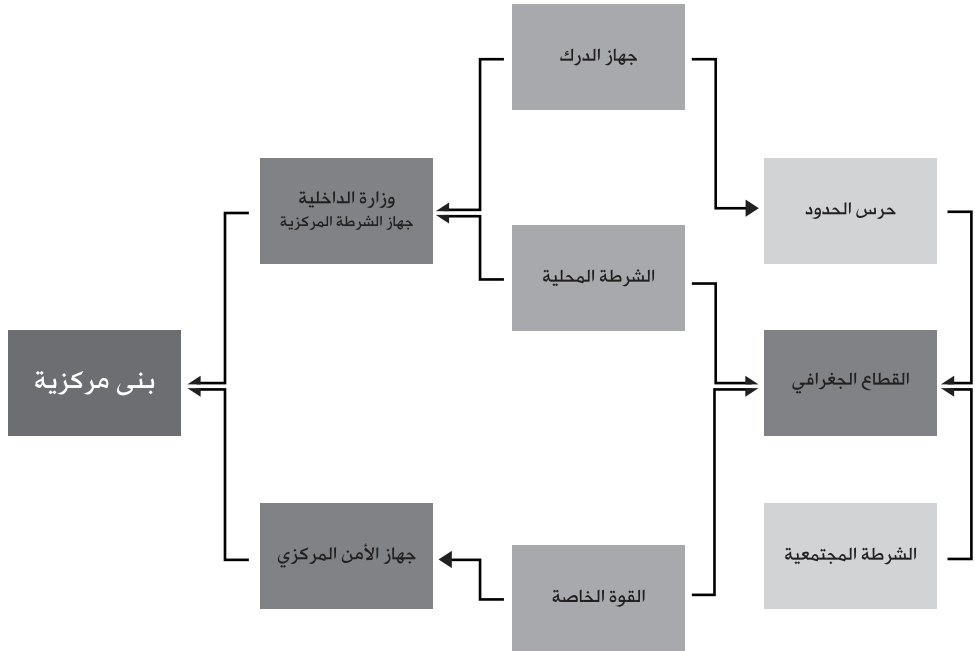 جهاز الدرك
حرس الحدود
وزارة الداخلية
جهاز الشرطة المركزية
الشرطة المحلية
القطاع الجغرافي
بنى مركزية
الشرطة المجتمعية
جهاز الأمن المركزي
القوة الخاصة